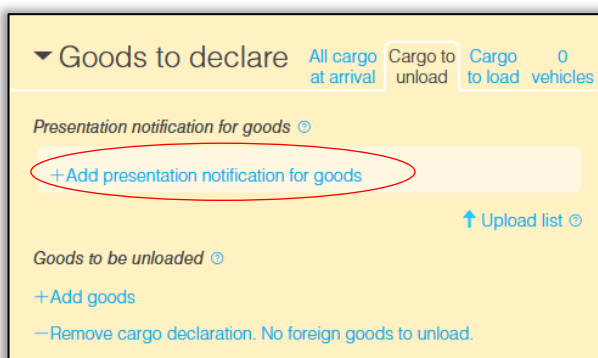 Goods to declare
All cargo at arrival
Cargo to unload
Cargo to load
0 vehicles
Presentation notification for goods
+Add presentation notification for goods
Upload list
Goods to be unloaded
+Add goods
−Remove cargo declaration. No foreign goods to unload.